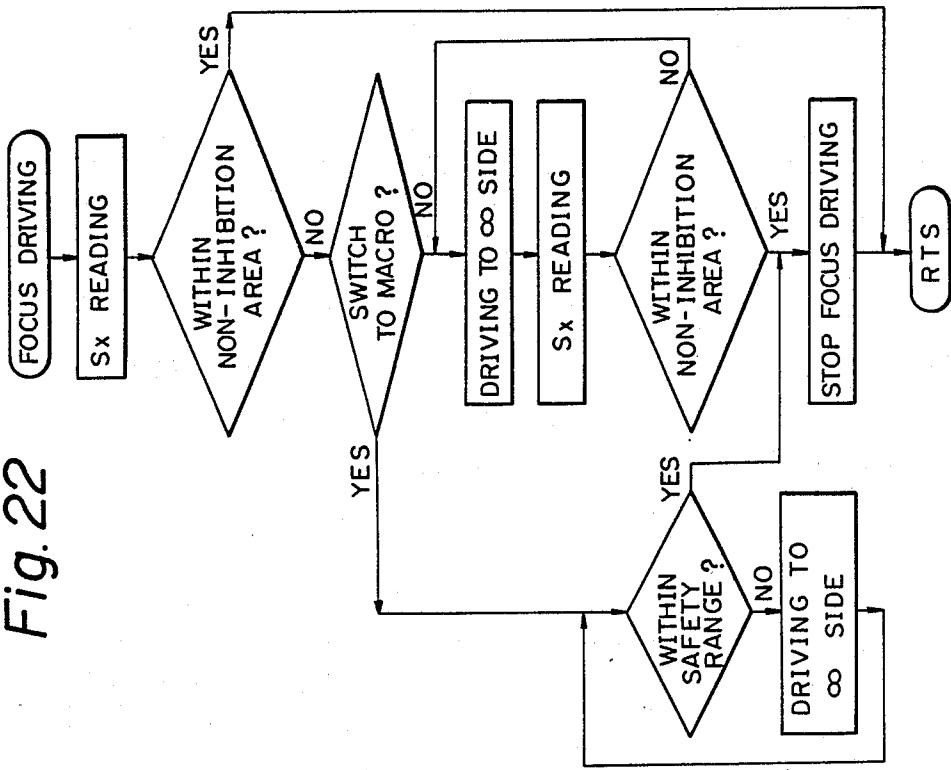 Fig. 22
FOCUS DRIVING
Sx READING
WITHIN
NON-INHIBITION
AREA ?
YES
NO
SWITCH
TO MACRO ?
YES
NO
DRIVING TO ∞ SIDE
Sx READING
WITHIN
NON-INHIBITION
AREA ?
NO
YES
WITHIN
SAFETY
RANGE ?
YES
NO
DRIVING TO
∞ SIDE
STOP FOCUS DRIVING
RTS